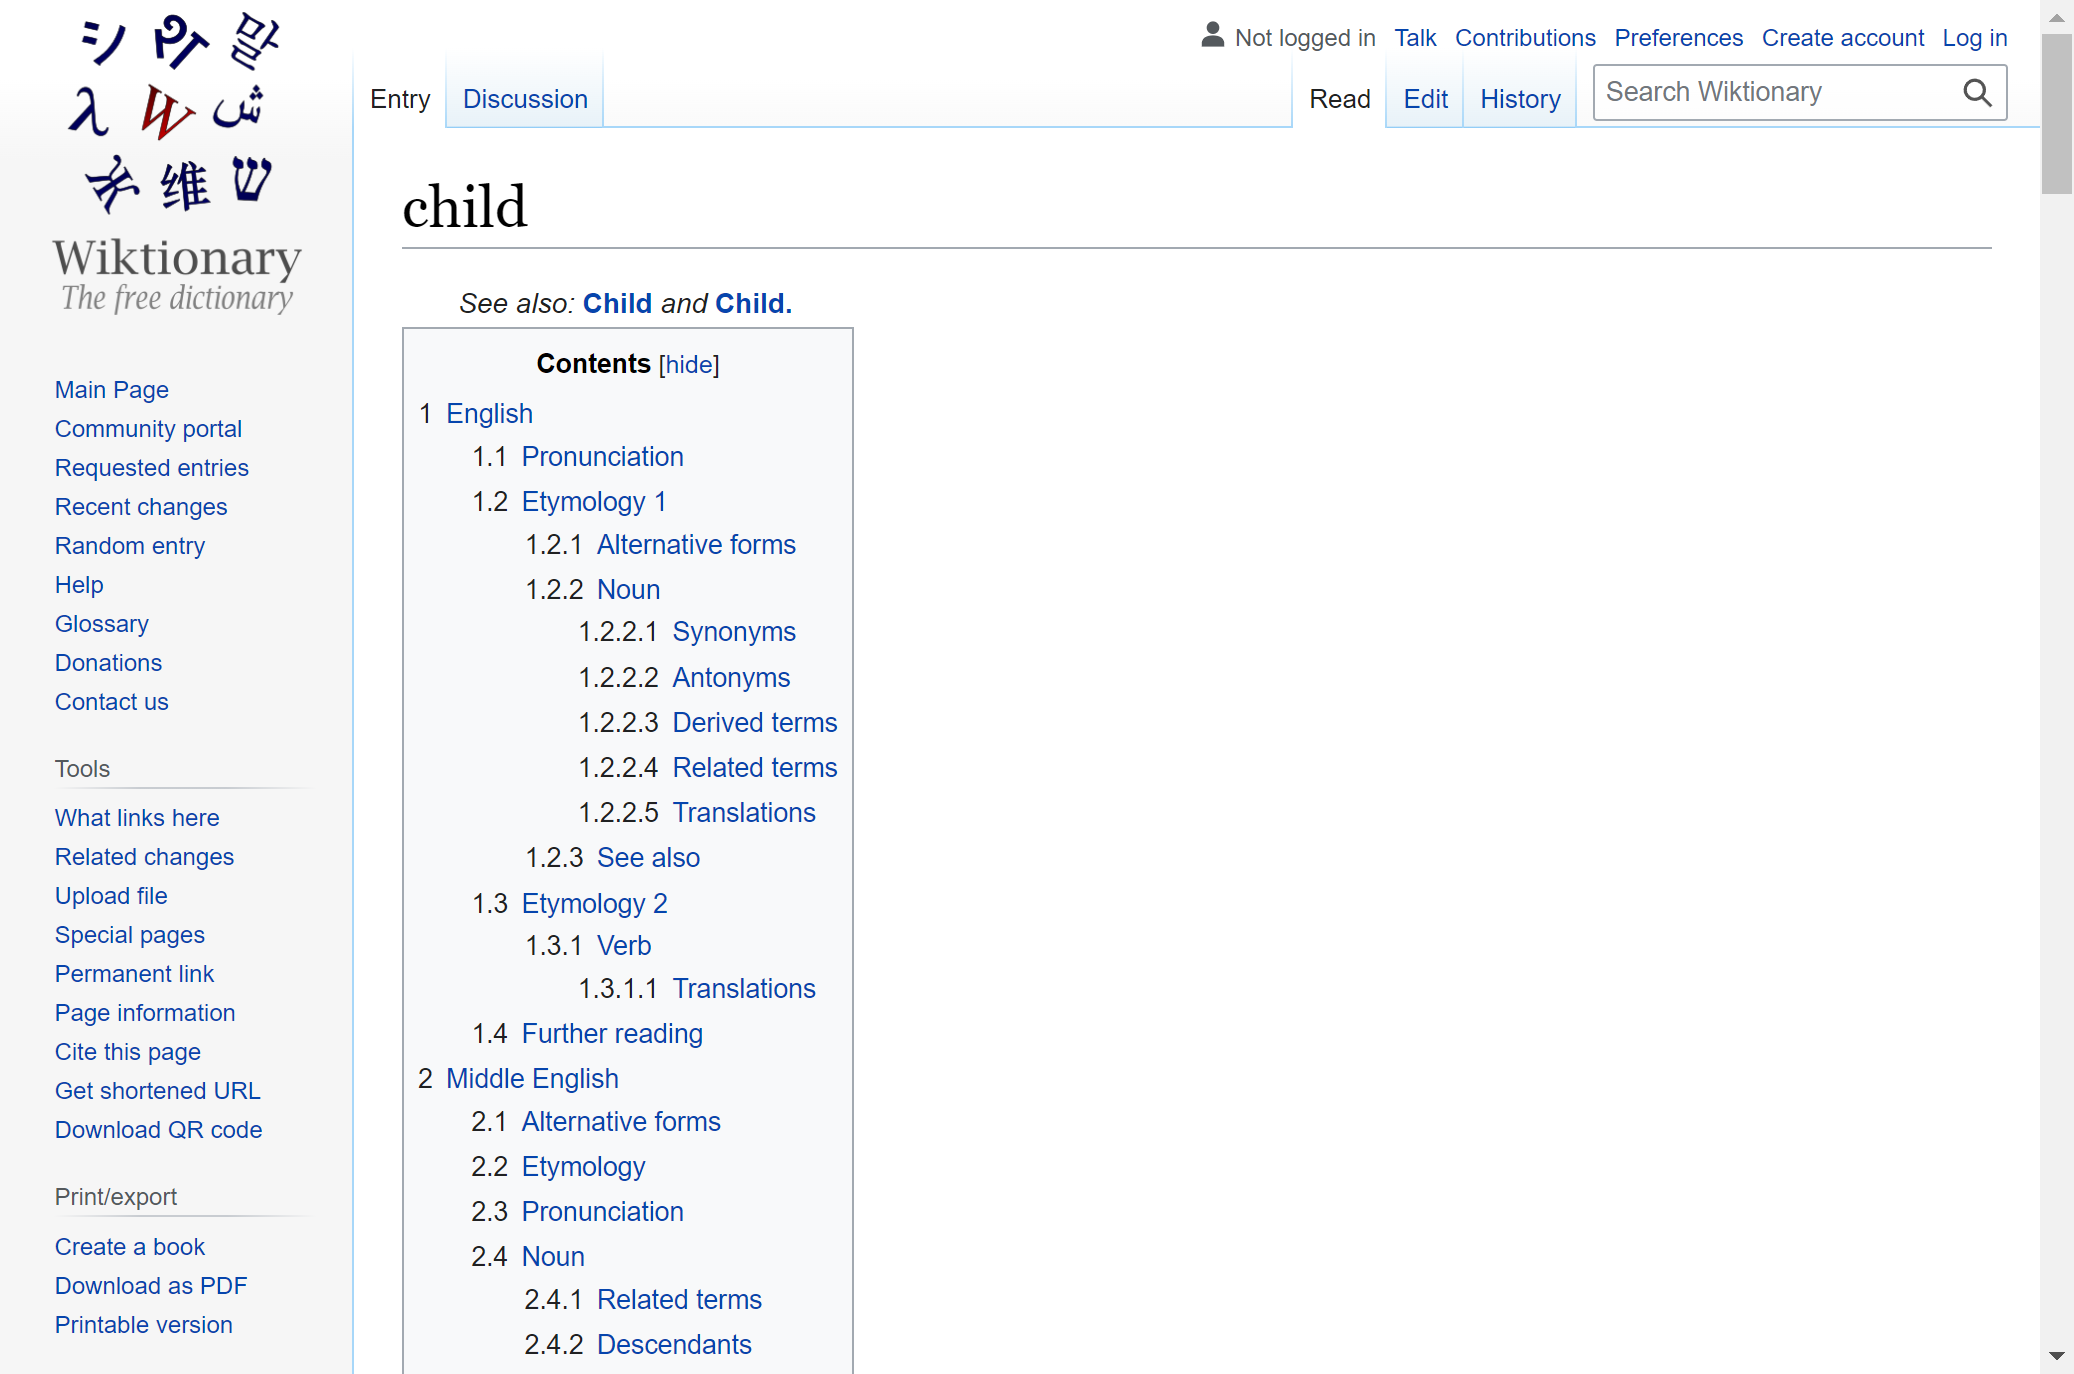 シ ታ 말
λ W ش
维 ש
Wiktionary
The free dictionary
Main Page
Community portal
Requested entries
Recent changes
Random entry
Help
Glossary
Donations
Contact us
Tools
What links here
Related changes
Upload file
Special pages
Permanent link
Page information
Cite this page
Get shortened URL
Download QR code
Print/export
Create a book
Download as PDF
Printable version
Not logged in Talk Contributions Preferences Create account Log in
Entry Discussion Read Edit History Search Wiktionary
child
See also: Child and Child.
Contents [hide]
1 English
1.1 Pronunciation
1.2 Etymology 1
1.2.1 Alternative forms
1.2.2 Noun
1.2.2.1 Synonyms
1.2.2.2 Antonyms
1.2.2.3 Derived terms
1.2.2.4 Related terms
1.2.2.5 Translations
1.2.3 See also
1.3 Etymology 2
1.3.1 Verb
1.3.1.1 Translations
1.4 Further reading
2 Middle English
2.1 Alternative forms
2.2 Etymology
2.3 Pronunciation
2.4 Noun
2.4.1 Related terms
2.4.2 Descendants